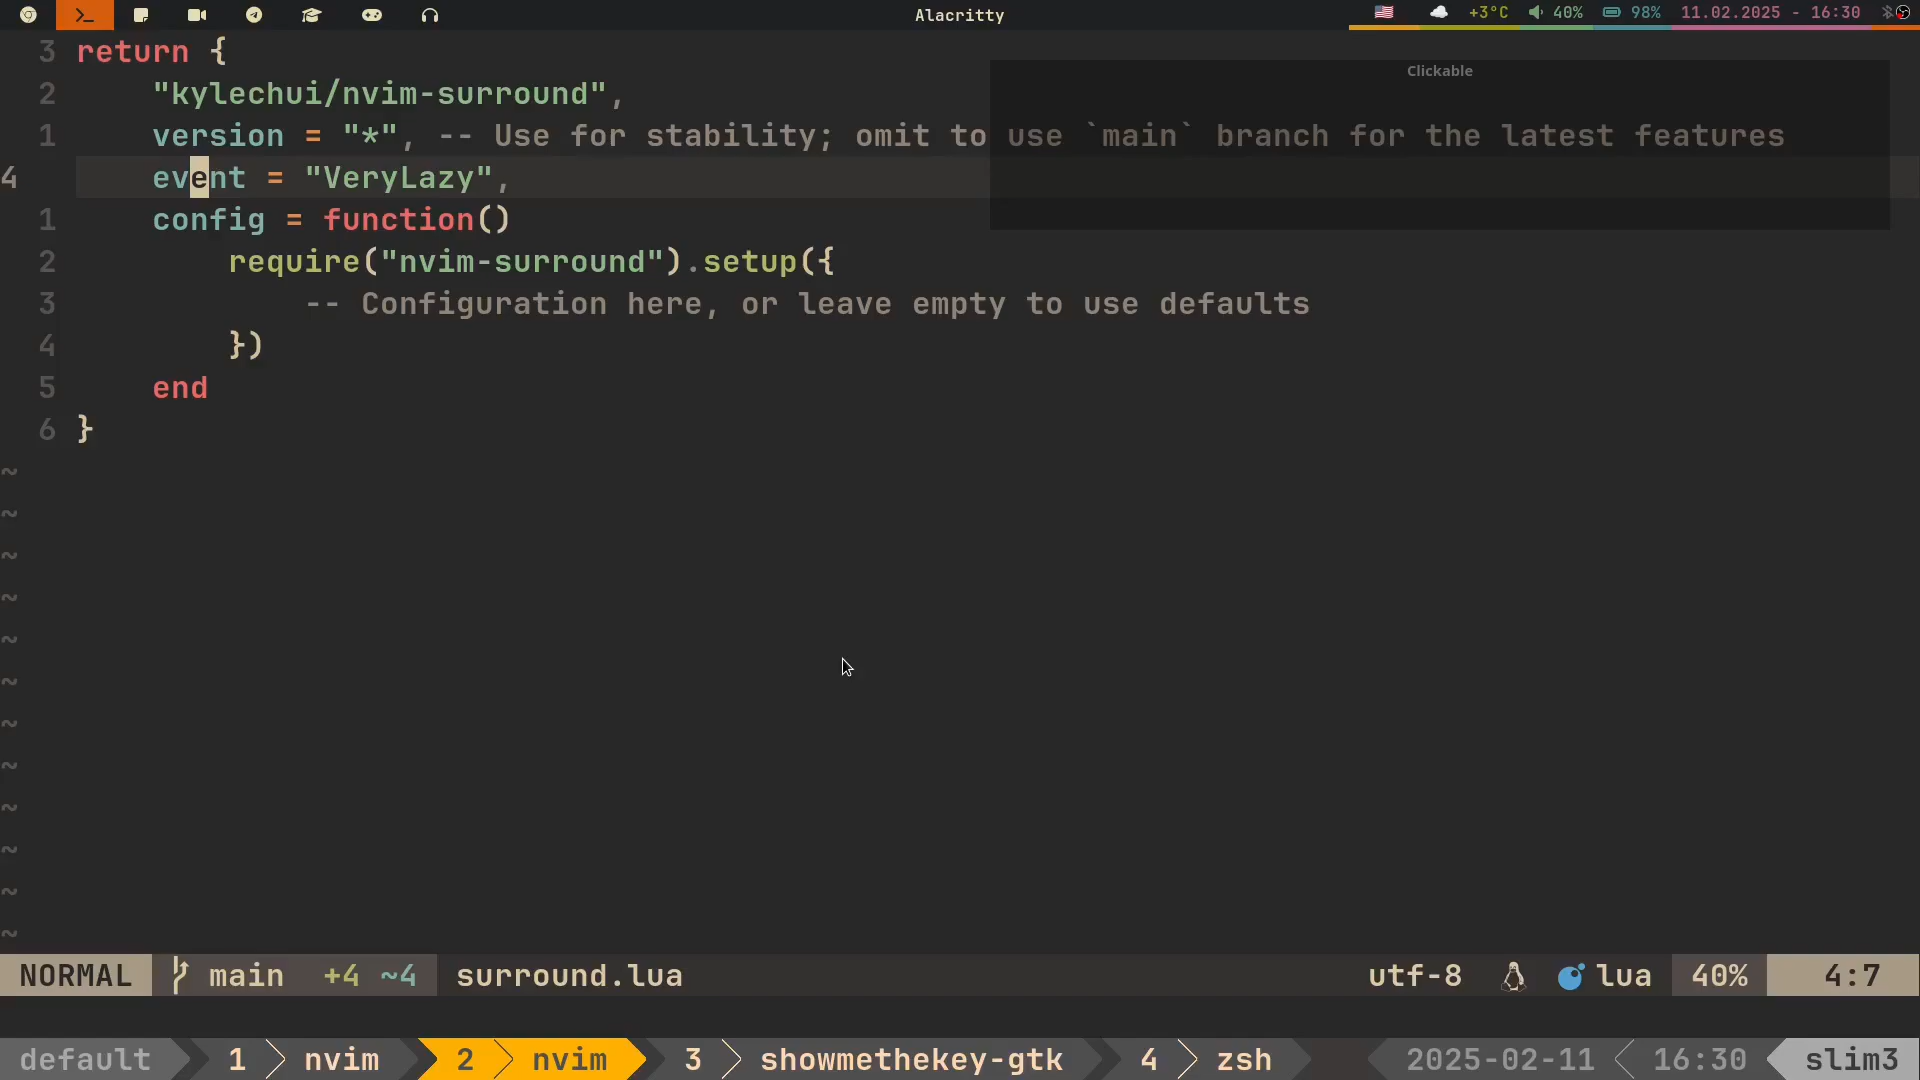 Alacritty
+3°C 40% 98% 11.02.2025 - 16:30
Clickable
3 return {
2 "kylechui/nvim-surround",
1 version = "*", -- Use for stability; omit to use `main` branch for the latest features
4 event = "VeryLazy",
1 config = function()
2 require("nvim-surround").setup({
3 -- Configuration here, or leave empty to use defaults
4 })
5 end
6 }
~
~
~
~
~
~
~
~
~
~
~
~
NORMAL main +4 ~4 surround.lua utf-8 lua 40% 4:7
default 1 nvim 2 nvim 3 showmethekey-gtk 4 zsh 2025-02-11 16:30 slim3